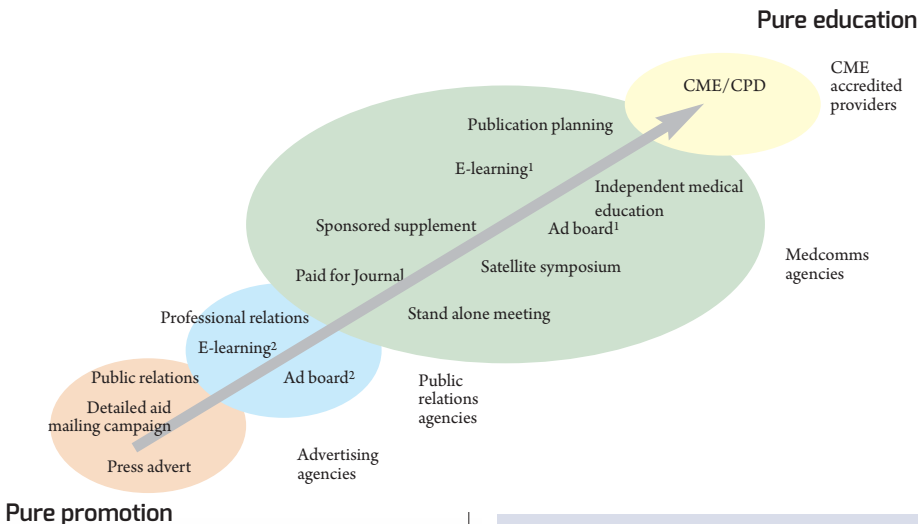 Pure education
CME/CPD
CME
accredited
providers
Publication planning
E-learning¹
Independent medical
education
Sponsored supplement
Ad board¹
Medcomms
agencies
Satellite symposium
Paid for Journal
Stand alone meeting
Professional relations
E-learning²
Public relations
Ad board²
Public
relations
agencies
Detailed aid
mailing campaign
Press advert
Advertising
agencies
Pure promotion